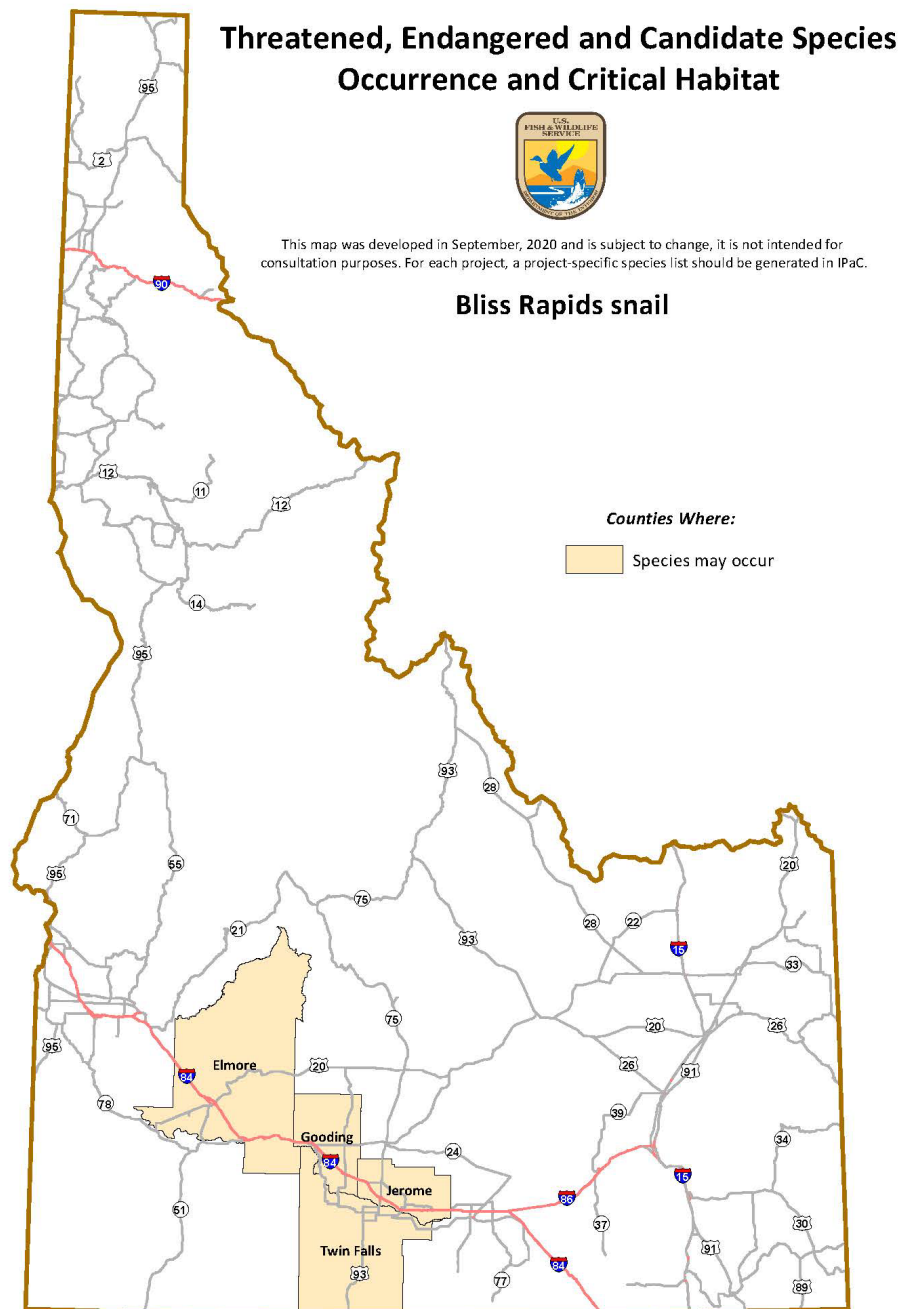 Threatened, Endangered and Candidate Species
Occurrence and Critical Habitat
U.S.
FISH & WILDLIFE
SERVICE
DEPARTMENT OF THE INTERIOR
This map was developed in September, 2020 and is subject to change, it is not intended for
consultation purposes. For each project, a project-specific species list should be generated in IPaC.
Bliss Rapids snail
Counties Where:
Species may occur
95
2
90
12
11
12
14
95
93
28
71
95
55
20
75
21
28
22
93
15
33
75
20
26
95
Elmore
20
26
91
84
78
39
Gooding
34
24
84
15
Jerome
86
51
37
30
Twin Falls
91
93
84
77
89